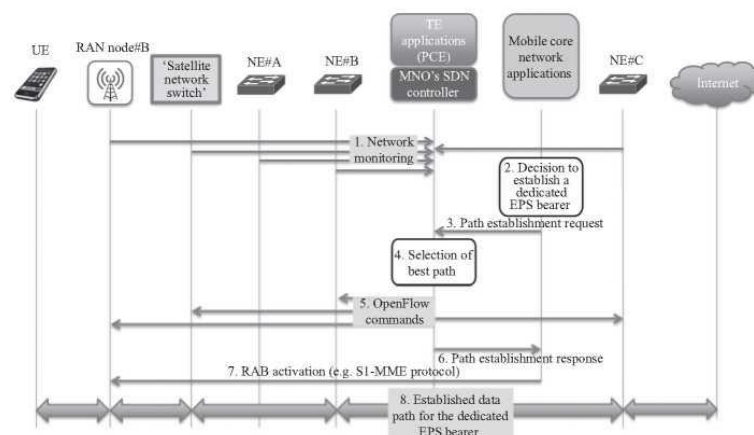 UE
RAN node#B
'Satellite
network
switch'
NE#A
NE#B
TE
applications
(PCE)
MNO's SDN
controller
Mobile core
network
applications
NE#C
Internet
1. Network
monitoring
2. Decision to
establish a
dedicated
EPS bearer
3. Path establishment request
4. Selection of
best path
5. OpenFlow
commands
6. Path establishment response
7. RAB activation (e.g. S1-MME protocol)
8. Established data
path for the dedicated
EPS bearer